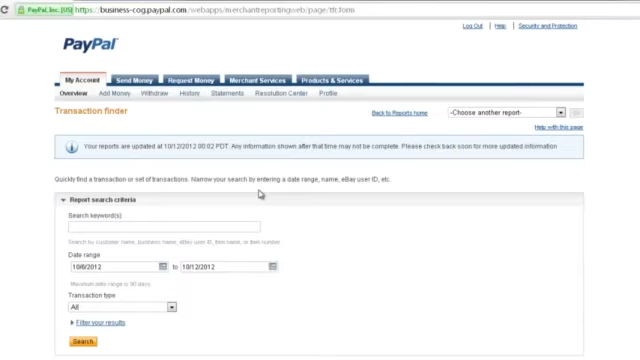 PayPal, Inc. [US] https://business-cog.paypal.com/webapps/merchantreportingweb/page/tfr.form
Log Out | Help | Security and Protection
PayPal
My Account Send Money Request Money Merchant Services Products & Services
Overview Add Money Withdraw History Statements Resolution Center Profile
Transaction finder Back to Reports home -Choose another report-
Help with this page
Your reports are updated at 10/12/2012 00:02 PDT. Any information shown after that time may not be complete. Please check back soon for more updated information
Quickly find a transaction or set of transactions. Narrow your search by entering a date range, name, eBay user ID, etc.
Report search criteria
Search keyword(s)
Search by customer name, business name, eBay user ID, item name, or item number.
Date range
10/6/2012 to 10/12/2012
Maximum date range is 90 days.
Transaction type
All
Filter your results
Search